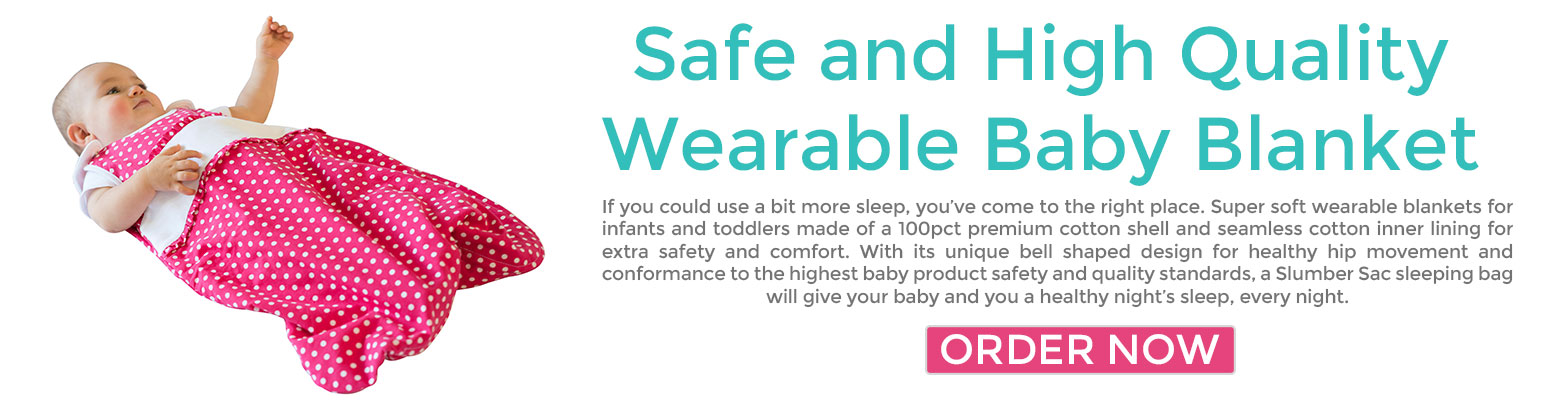 Safe and High Quality
Wearable Baby Blanket
If you could use a bit more sleep, you’ve come to the right place. Super soft wearable blankets for
infants and toddlers made of a 100pct premium cotton shell and seamless cotton inner lining for
extra safety and comfort. With its unique bell shaped design for healthy hip movement and
conformance to the highest baby product safety and quality standards, a Slumber Sac sleeping bag
will give your baby and you a healthy night’s sleep, every night.
ORDER NOW